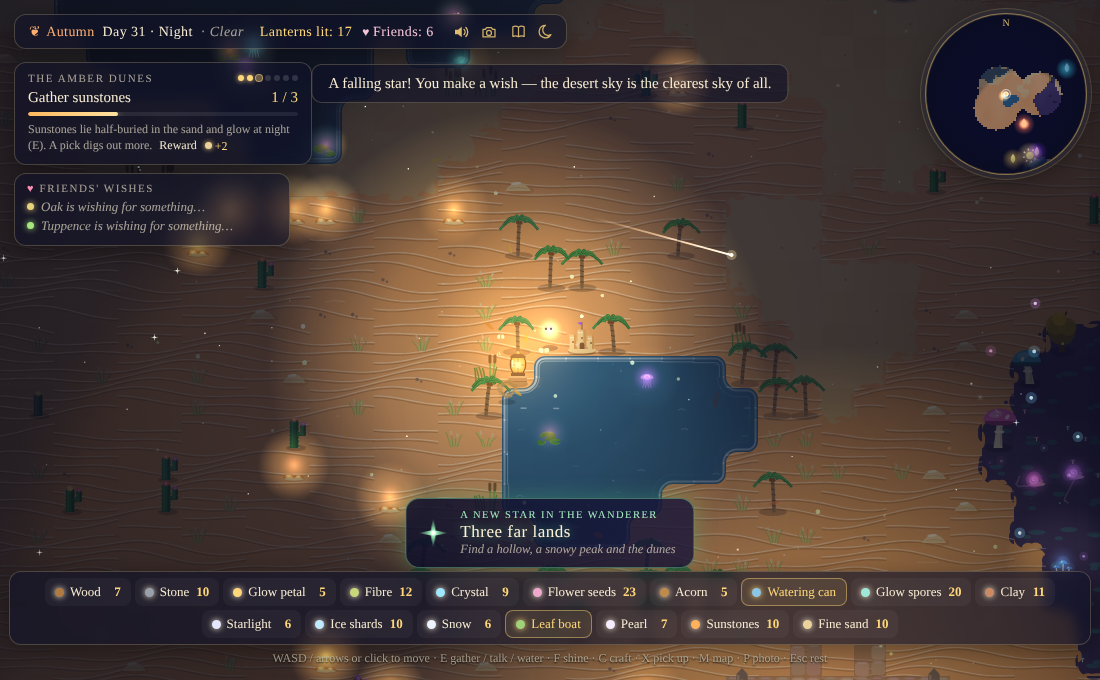 Autumn Day 31 · Night · Clear Lanterns lit: 17 ♥ Friends: 6
N
THE AMBER DUNES
Gather sunstones 1 / 3
Sunstones lie half-buried in the sand and glow at night
(E). A pick digs out more. Reward +2
A falling star! You make a wish — the desert sky is the clearest sky of all.
♥ FRIENDS' WISHES
Oak is wishing for something…
Tuppence is wishing for something…
A NEW STAR IN THE WANDERER
Three far lands
Find a hollow, a snowy peak and the dunes
Wood 7 Stone 10 Glow petal 5 Fibre 12 Crystal 9 Flower seeds 23 Acorn 5 Watering can Glow spores 20 Clay 11
Starlight 6 Ice shards 10 Snow 6 Leaf boat Pearl 7 Sunstones 10 Fine sand 10
WASD / arrows or click to move · E gather / talk / water · F shine · C craft · X pick up · M map · P photo · Esc rest